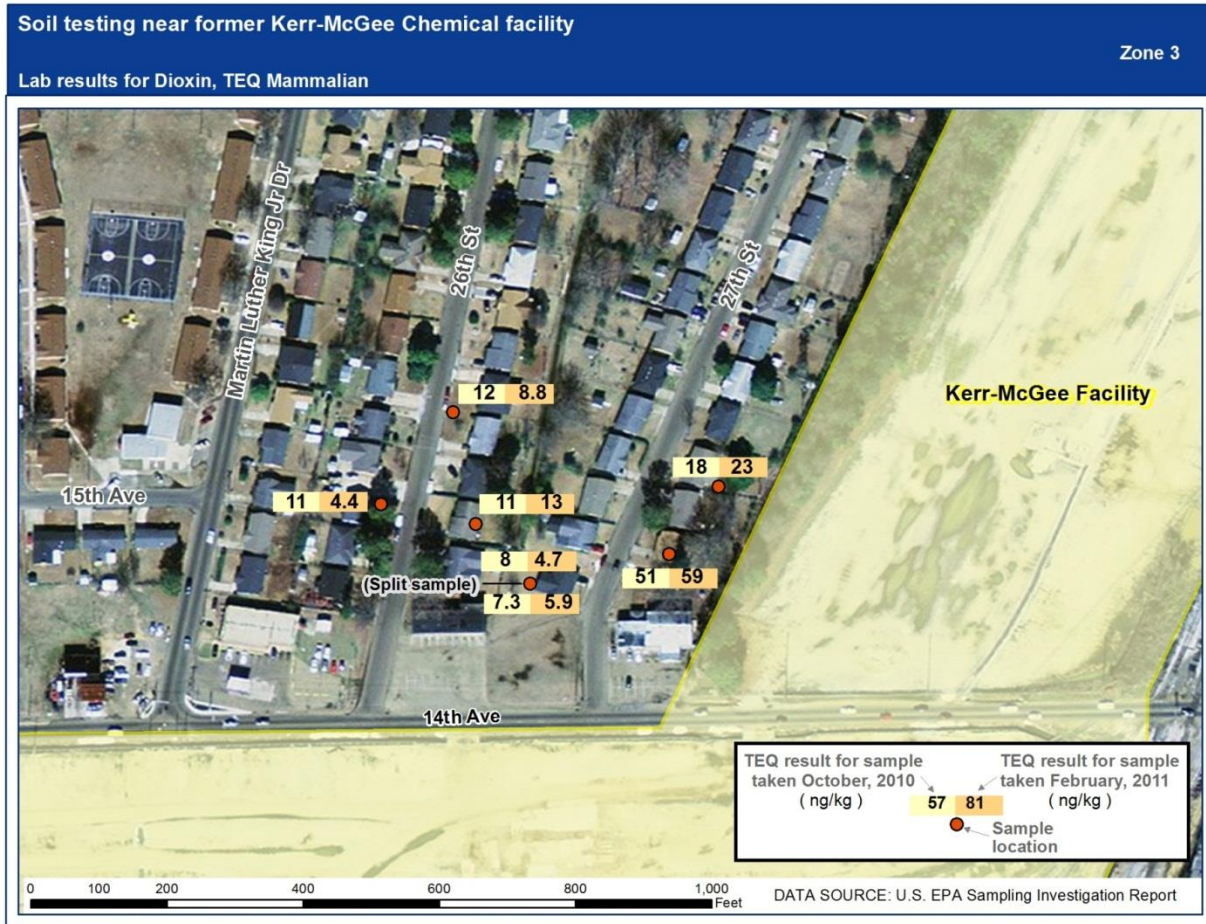 Soil testing near former Kerr-McGee Chemical facility
Zone 3
Lab results for Dioxin, TEQ Mammalian
Martin Luther King Jr Dr
26th St
27th St
Kerr-McGee Facility
12 8.8
18 23
15th Ave
11 4.4
11 13
8 4.7
(Split sample)
51 59
7.3 5.9
14th Ave
TEQ result for sample
taken October, 2010
( ng/kg )
TEQ result for sample
taken February, 2011
( ng/kg )
57 81
Sample
location
0 100 200 400 600 800 1,000
Feet
DATA SOURCE: U.S. EPA Sampling Investigation Report